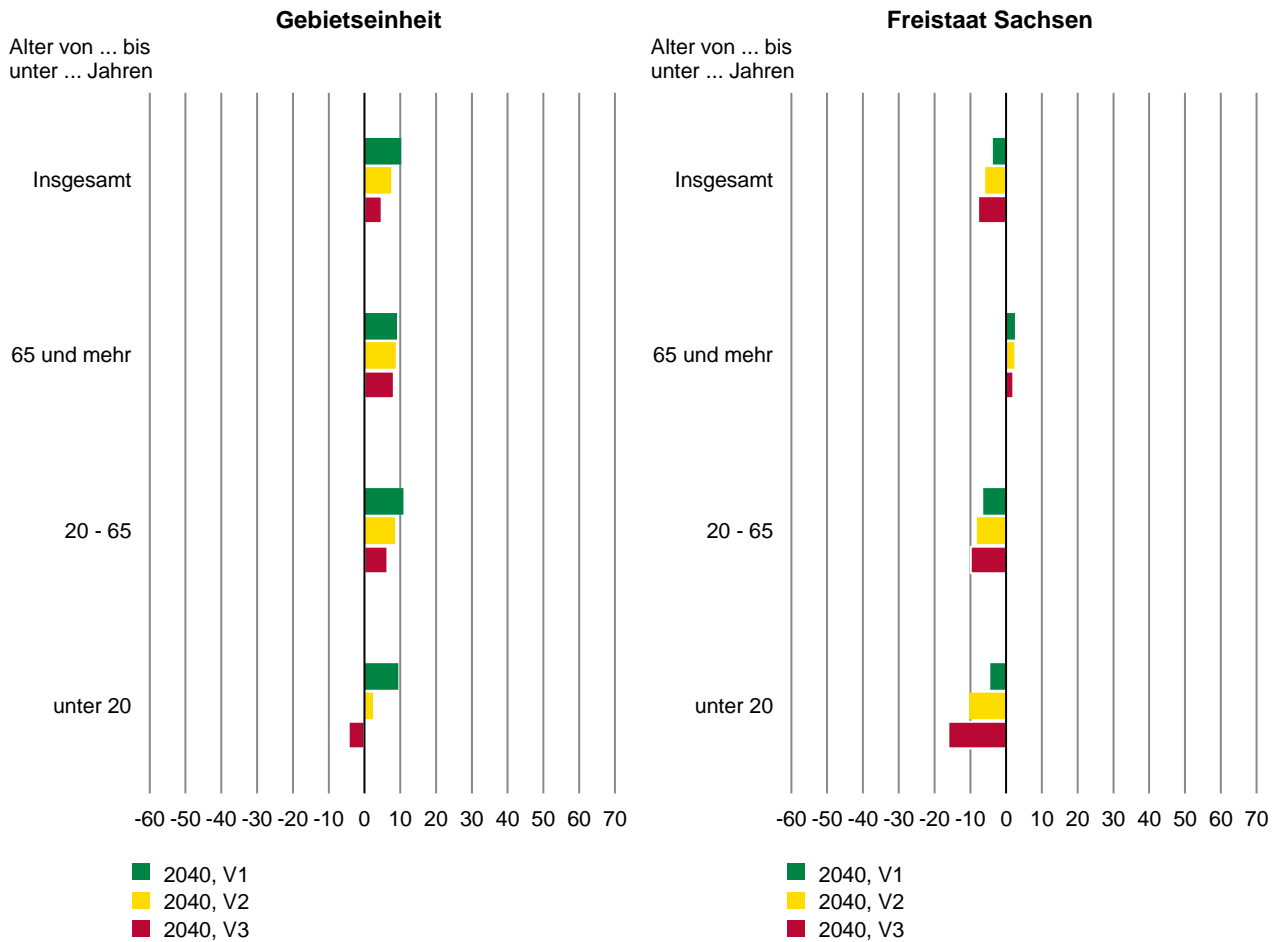 Gebietseinheit
Alter von ... bis
unter ... Jahren
Insgesamt
65 und mehr
20 - 65
unter 20
-60 -50 -40 -30 -20 -10 0 10 20 30 40 50 60 70
2040, V1
2040, V2
2040, V3
Freistaat Sachsen
Alter von ... bis
unter ... Jahren
Insgesamt
65 und mehr
20 - 65
unter 20
-60 -50 -40 -30 -20 -10 0 10 20 30 40 50 60 70
2040, V1
2040, V2
2040, V3